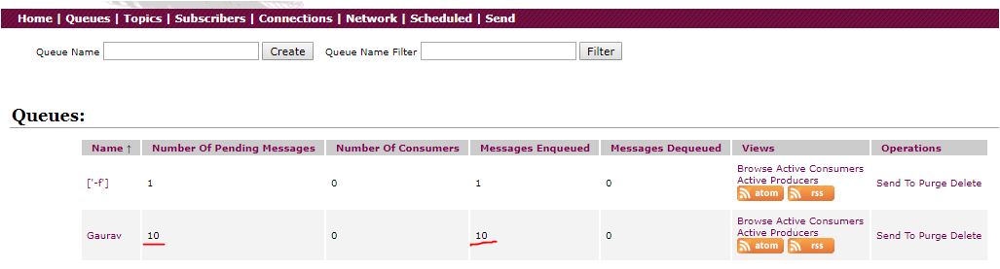 Home | Queues | Topics | Subscribers | Connections | Network | Scheduled | Send
Queue Name Create Queue Name Filter Filter
Queues:
Name ↑ Number Of Pending Messages Number Of Consumers Messages Enqueued Messages Dequeued Views Operations
['-f'] 1 0 1 0 Browse Active Consumers
Active Producers
atom rss
Send To Purge Delete
Gaurav 10 0 10 0 Browse Active Consumers
Active Producers
atom rss
Send To Purge Delete